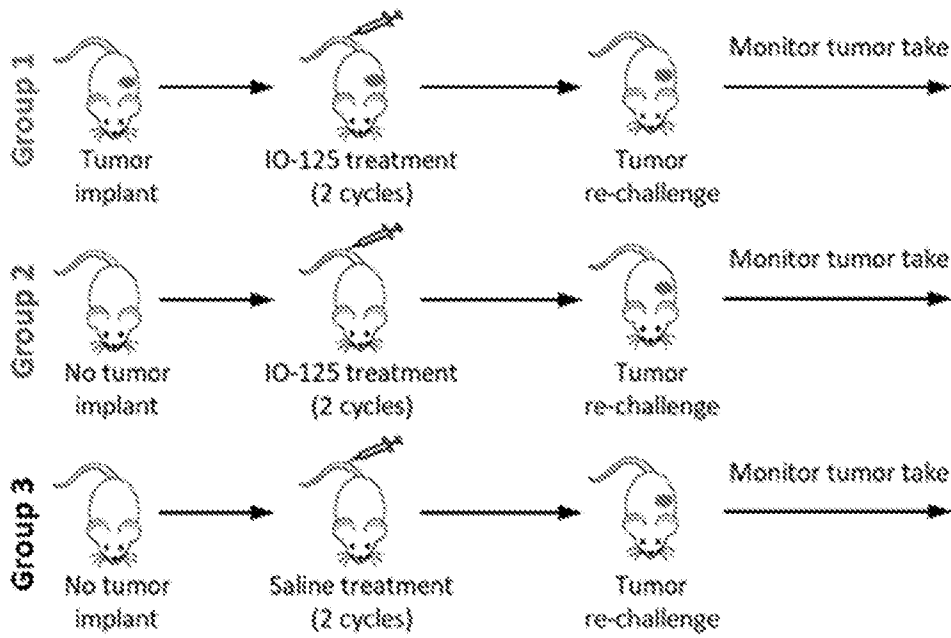 Group 1
Monitor tumor take
Tumor
implant
IO-125 treatment
(2 cycles)
Tumor
re-challenge
Group 2
Monitor tumor take
No tumor
implant
IO-125 treatment
(2 cycles)
Tumor
re-challenge
Group 3
Monitor tumor take
No tumor
implant
Saline treatment
(2 cycles)
Tumor
re-challenge